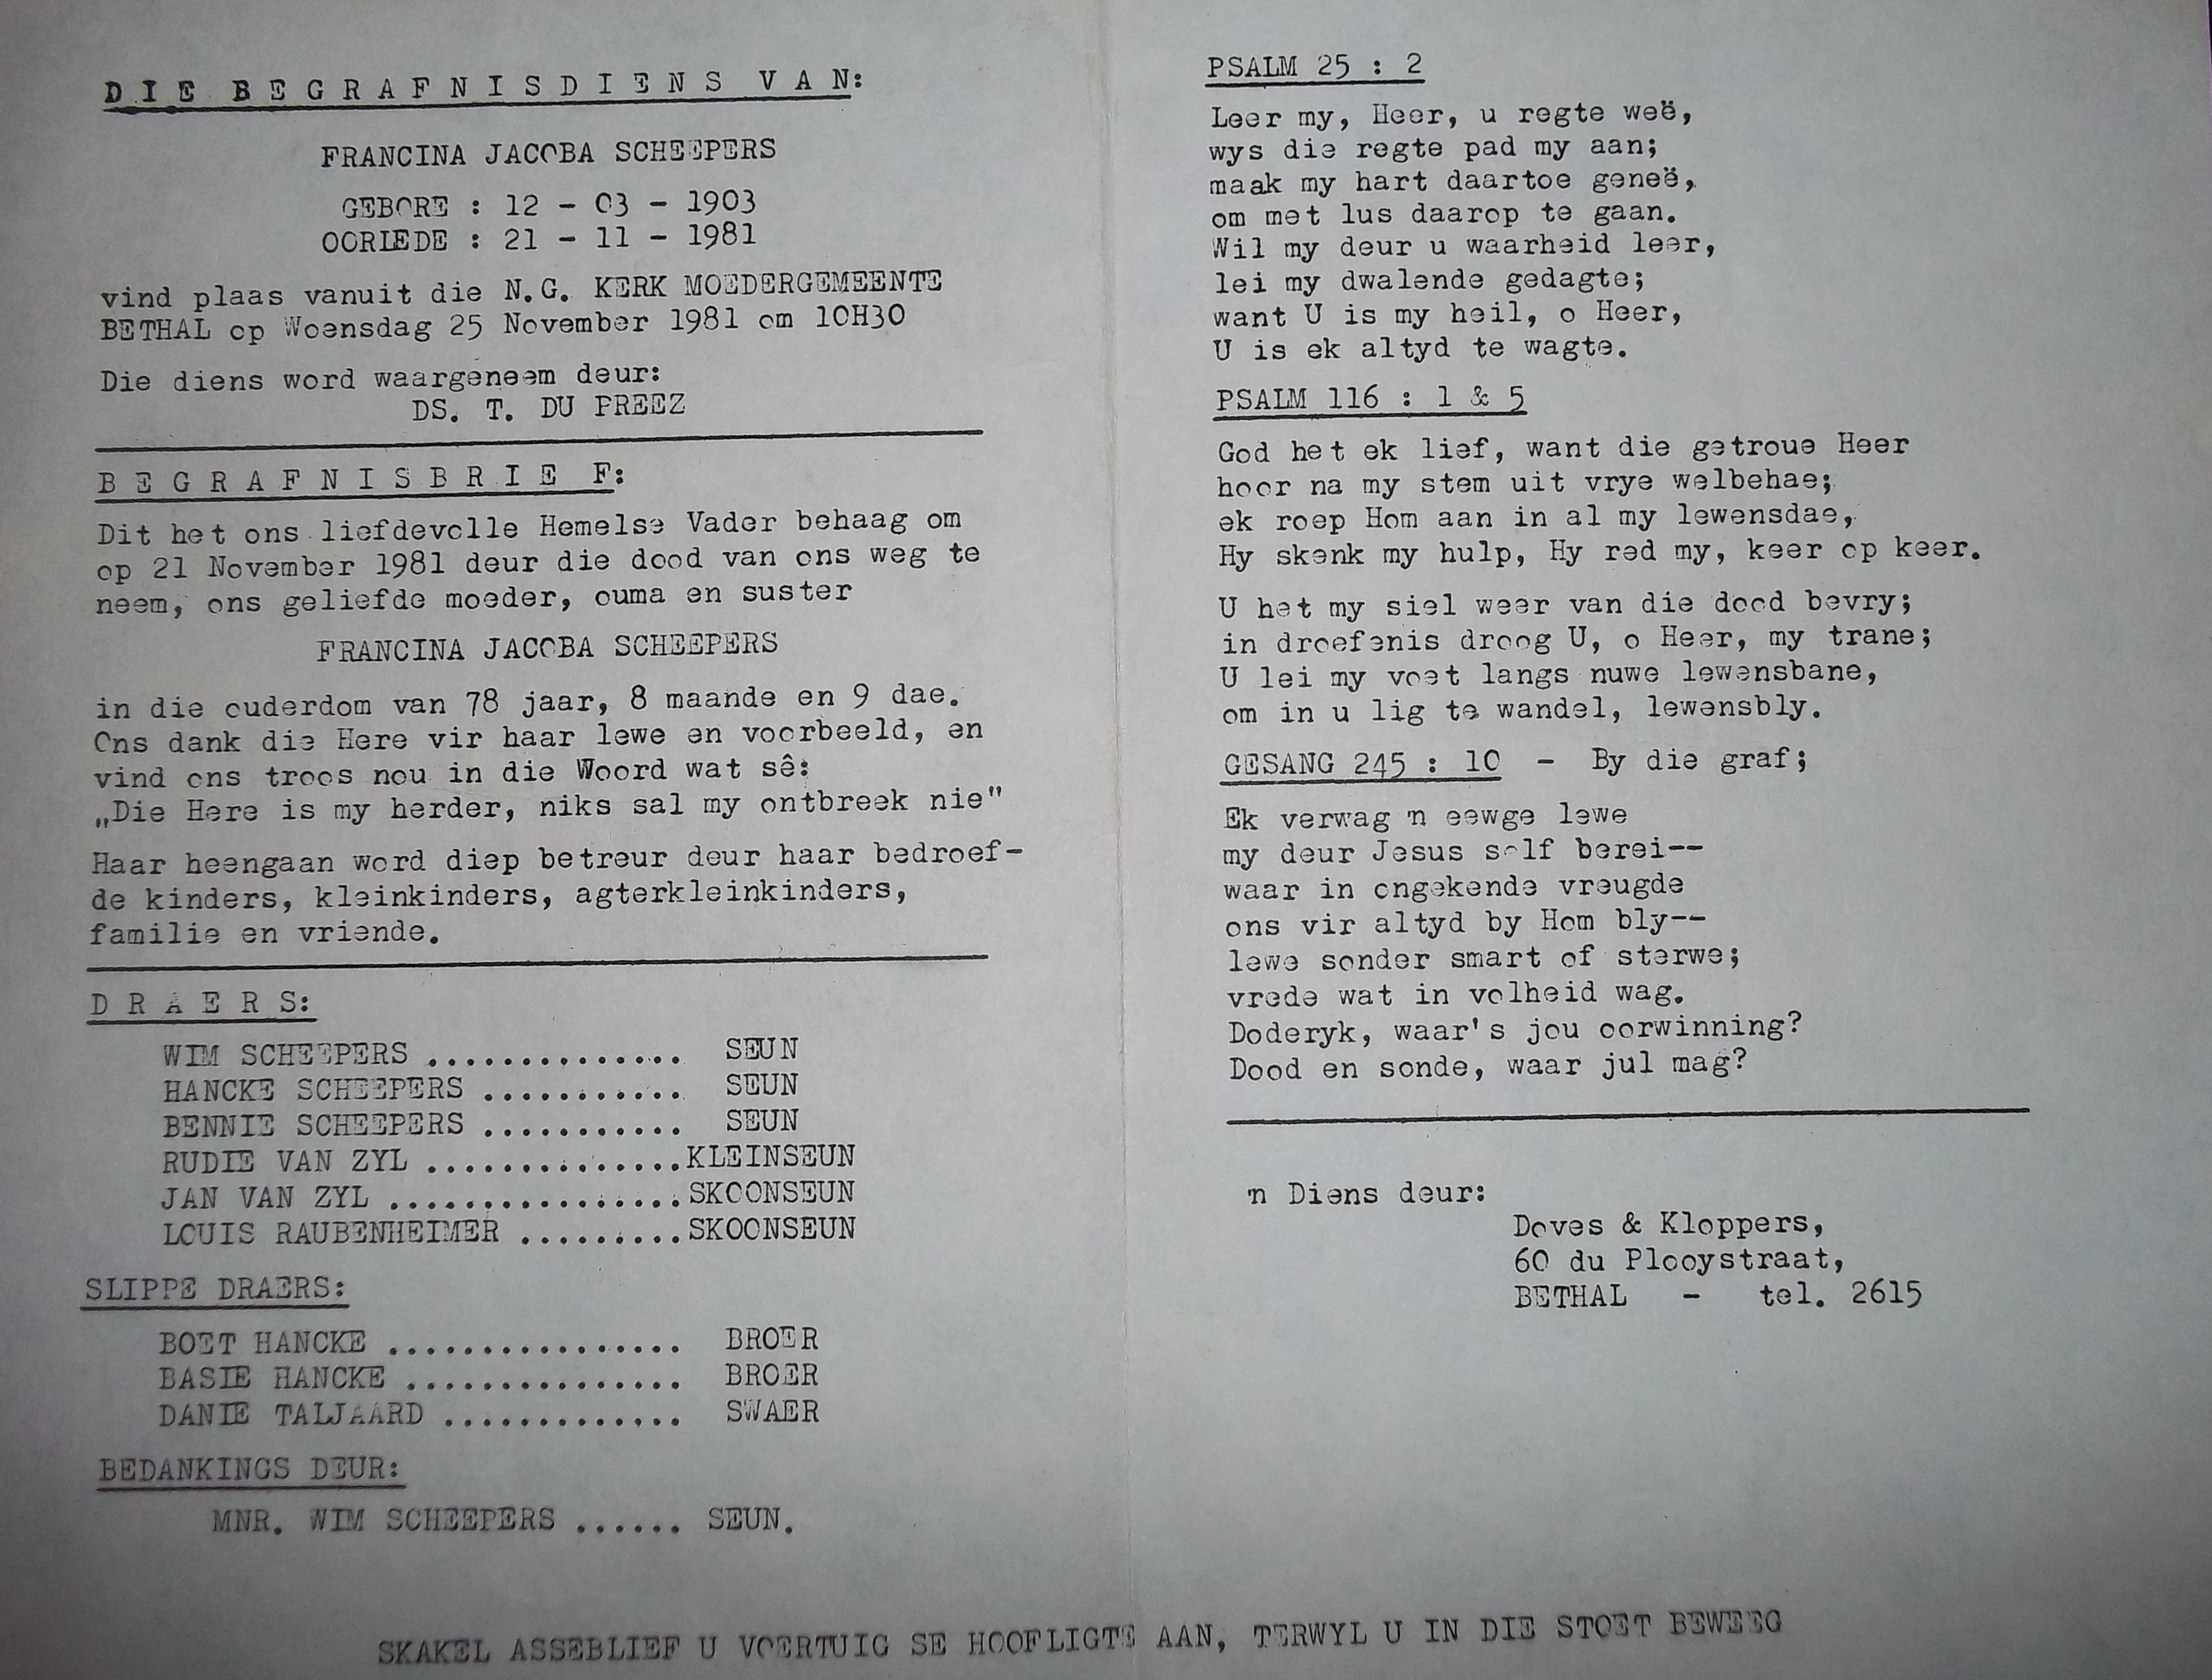 DIE BEGRAFNISDIENS VAN:
FRANCINA JACOBA SCHEEPERS
GEBORE : 12 - 03 - 1903
OORLEDE : 21 - 11 - 1981
vind plaas vanuit die N.G. KERK MOEDERGEMEENTE
BETHAL op Woensdag 25 November 1981 om 10H30
Die diens word waargeneem deur:
DS. T. DU PREEZ
BEGRAFNISBRIEF:
Dit het ons liefdevolle Hemelse Vader behaag om
op 21 November 1981 deur die dood van ons weg te
neem, ons geliefde moeder, ouma en suster
FRANCINA JACOBA SCHEEPERS
in die ouderdom van 78 jaar, 8 maande en 9 dae.
Ons dank die Here vir haar lewe en voorbeeld, en
vind ons troos nou in die Woord wat sê:
„Die Here is my herder, niks sal my ontbreek nie"
Haar heengaan word diep betreur deur haar bedroef-
de kinders, kleinkinders, agterkleinkinders,
familie en vriende.
DRAERS:
WIM SCHEEPERS .............. SEUN
HANCKE SCHEEPERS ........... SEUN
BENNIE SCHEEPERS ........... SEUN
RUDIE VAN ZYL ..............KLEINSEUN
JAN VAN ZYL ................SKOONSEUN
LOUIS RAUBENHEIMER .........SKOONSEUN
SLIPPE DRAERS:
BOET HANCKE ................ BROER
BASIE HANCKE ............... BROER
DANIE TALJAARD ............. SWAER
BEDANKINGS DEUR:
MNR. WIM SCHEEPERS ...... SEUN.
PSALM 25 : 2
Leer my, Heer, u regte weë,
wys die regte pad my aan;
maak my hart daartoe geneë,
om met lus daarop te gaan.
Wil my deur u waarheid leer,
lei my dwalende gedagte;
want U is my heil, o Heer,
U is ek altyd te wagte.
PSALM 116 : 1 & 5
God het ek lief, want die getroue Heer
hoor na my stem uit vrye welbehae;
ek roep Hom aan in al my lewensdae,
Hy skenk my hulp, Hy red my, keer op keer.
U het my siel weer van die dood bevry;
in droefenis droog U, o Heer, my trane;
U lei my voet langs nuwe lewensbane,
om in u lig te wandel, lewensbly.
GESANG 245 : 10 - By die graf;
Ek verwag 'n eewge lewe
my deur Jesus self berei--
waar in ongekende vreugde
ons vir altyd by Hom bly--
lewe sonder smart of sterwe;
vrede wat in volheid wag.
Doderyk, waar's jou oorwinning?
Dood en sonde, waar jul mag?
'n Diens deur:
Doves & Kloppers,
60 du Plooystraat,
BETHAL - tel. 2615
SKAKEL ASSEBLIEF U VOERTUIG SE HOOFLIGTE AAN, TERWYL U IN DIE STOET BEWEEG